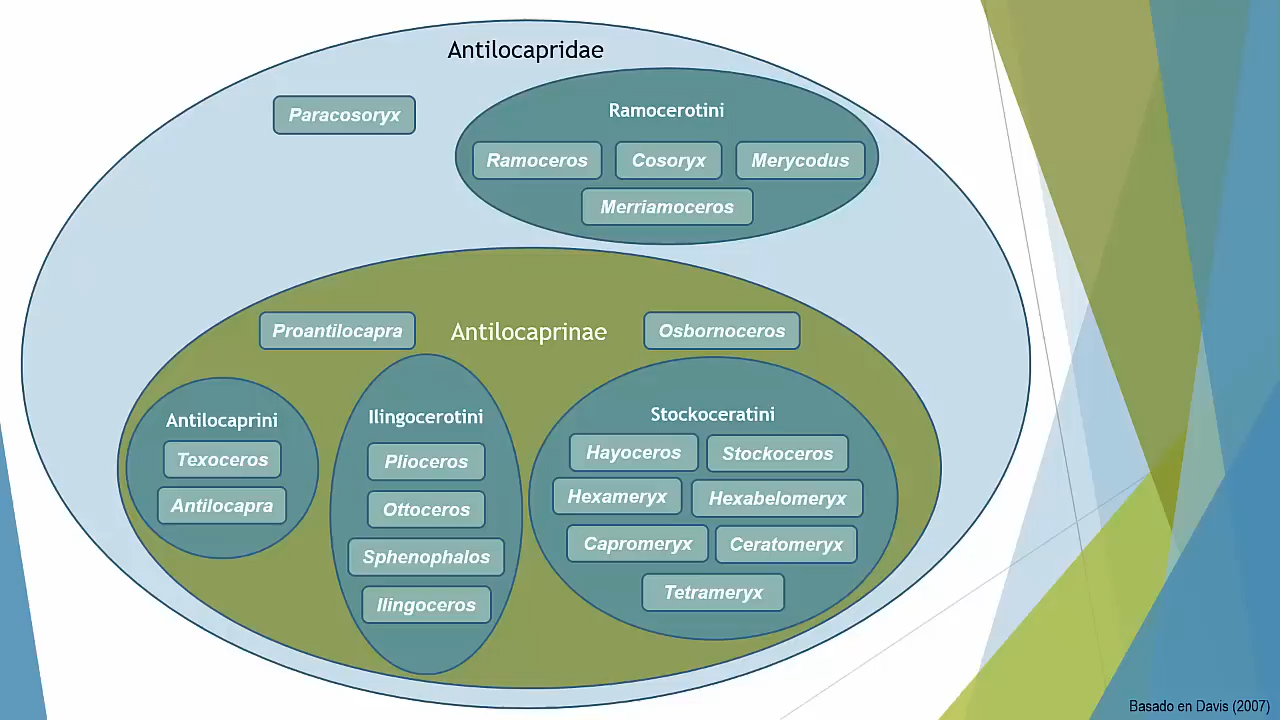 Antilocapridae
Paracosoryx
Ramocerotini
Ramoceros Cosoryx Merycodus
Merriamoceros
Proantilocapra Antilocaprinae Osbornoceros
Antilocaprini
Texoceros
Antilocapra
Ilingocerotini
Plioceros
Ottoceros
Sphenophalos
Ilingoceros
Stockoceratini
Hayoceros Stockoceros
Hexameryx Hexabelomeryx
Capromeryx Ceratomeryx
Tetrameryx
Basado en Davis (2007)